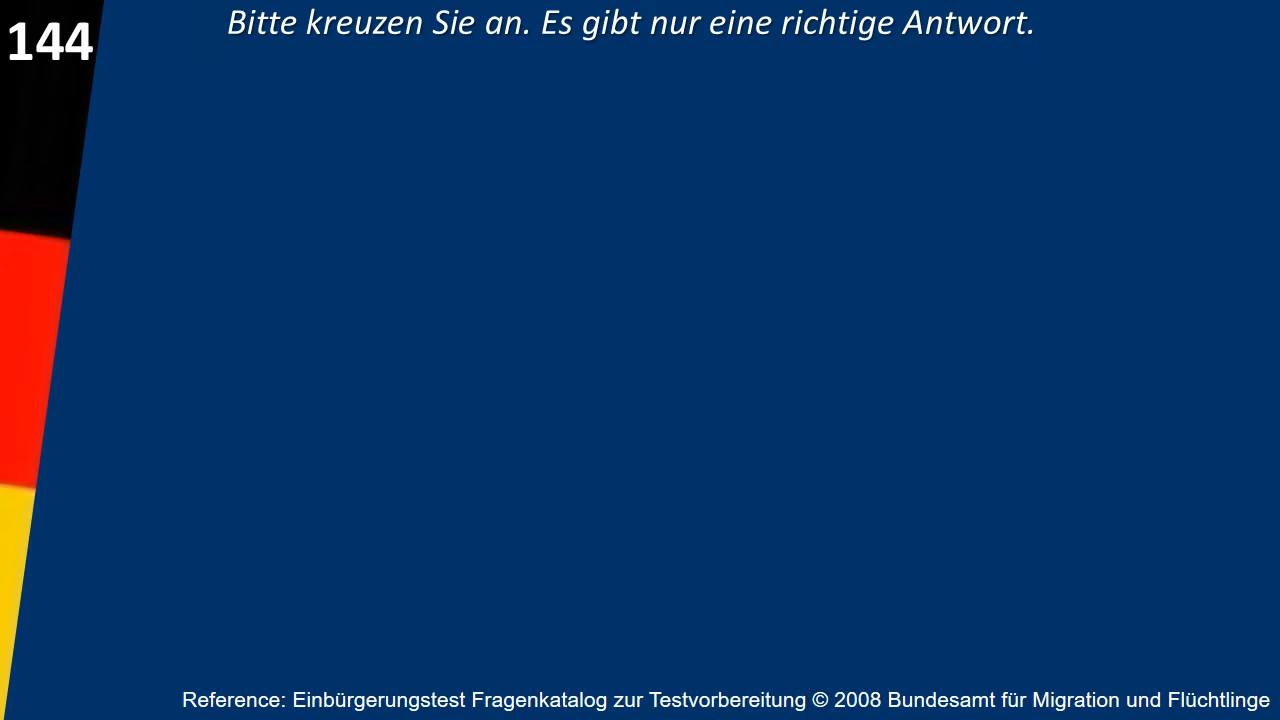 144
Bitte kreuzen Sie an. Es gibt nur eine richtige Antwort.
Reference: Einbürgerungstest Fragenkatalog zur Testvorbereitung © 2008 Bundesamt für Migration und Flüchtlinge